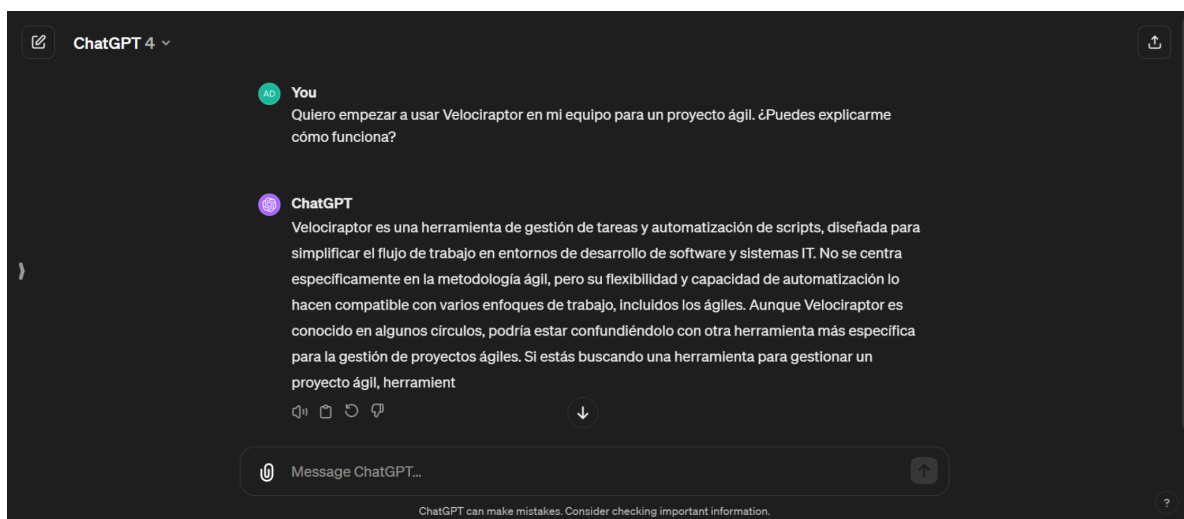 ChatGPT 4
AD
You
Quiero empezar a usar Velociraptor en mi equipo para un proyecto ágil. ¿Puedes explicarme
cómo funciona?
ChatGPT
Velociraptor es una herramienta de gestión de tareas y automatización de scripts, diseñada para
simplificar el flujo de trabajo en entornos de desarrollo de software y sistemas IT. No se centra
específicamente en la metodología ágil, pero su flexibilidad y capacidad de automatización lo
hacen compatible con varios enfoques de trabajo, incluidos los ágiles. Aunque Velociraptor es
conocido en algunos círculos, podría estar confundiéndolo con otra herramienta más específica
para la gestión de proyectos ágiles. Si estás buscando una herramienta para gestionar un
proyecto ágil, herramient
Message ChatGPT...
ChatGPT can make mistakes. Consider checking important information.
?